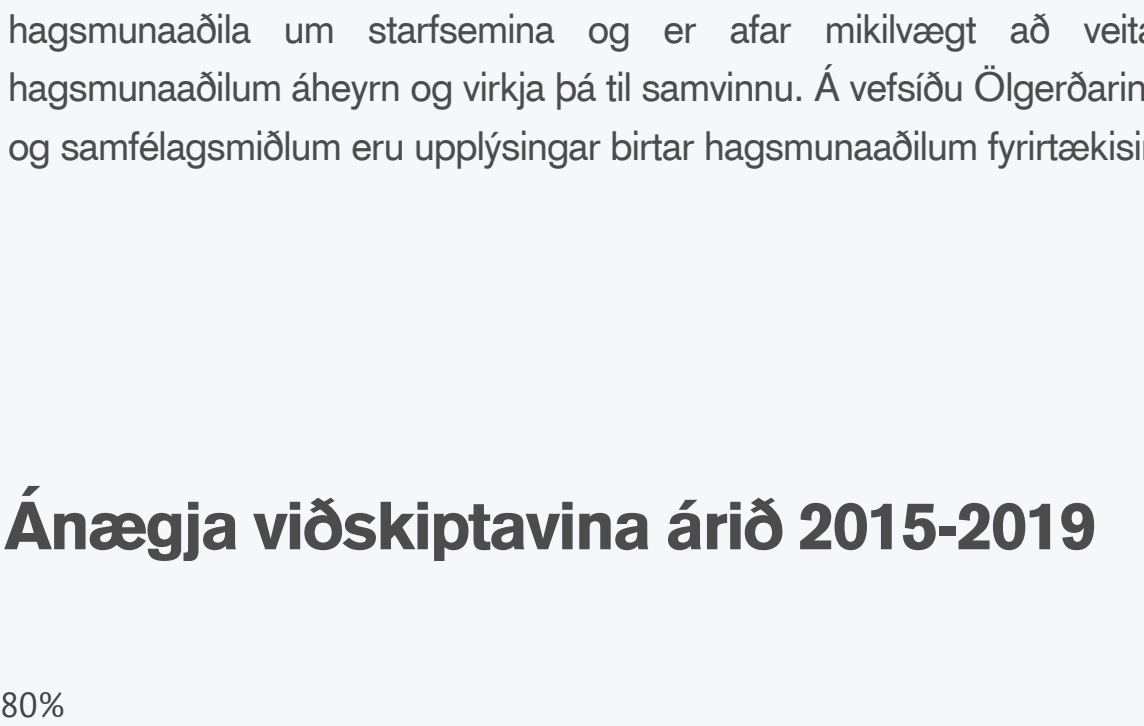 hagsmunaaðila um starfsemina og er afar mikilvægt að veita
hagsmunaaðilum áheyrn og virkja þá til samvinnu. Á vefsíðu
og samfélagsmiðlum eru upplýsingar birtar hagsmunaaðilum
Ánægja viðskiptavina árið 2015-2019
80%